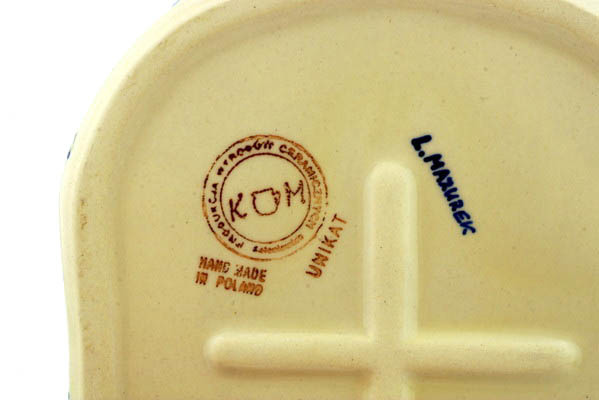 PRODUKCJA WYROBÓW CERAMICZNYCH
KOM
HAND MADE
IN POLAND
UNIKAT
L. MAZUREK